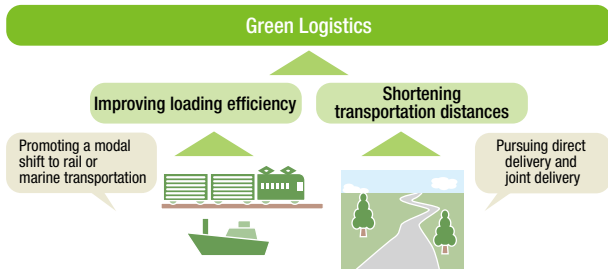 Green Logistics
Improving loading efficiency
Shortening
transportation distances
Promoting a modal
shift to rail or
marine transportation
Pursuing direct
delivery and
joint delivery